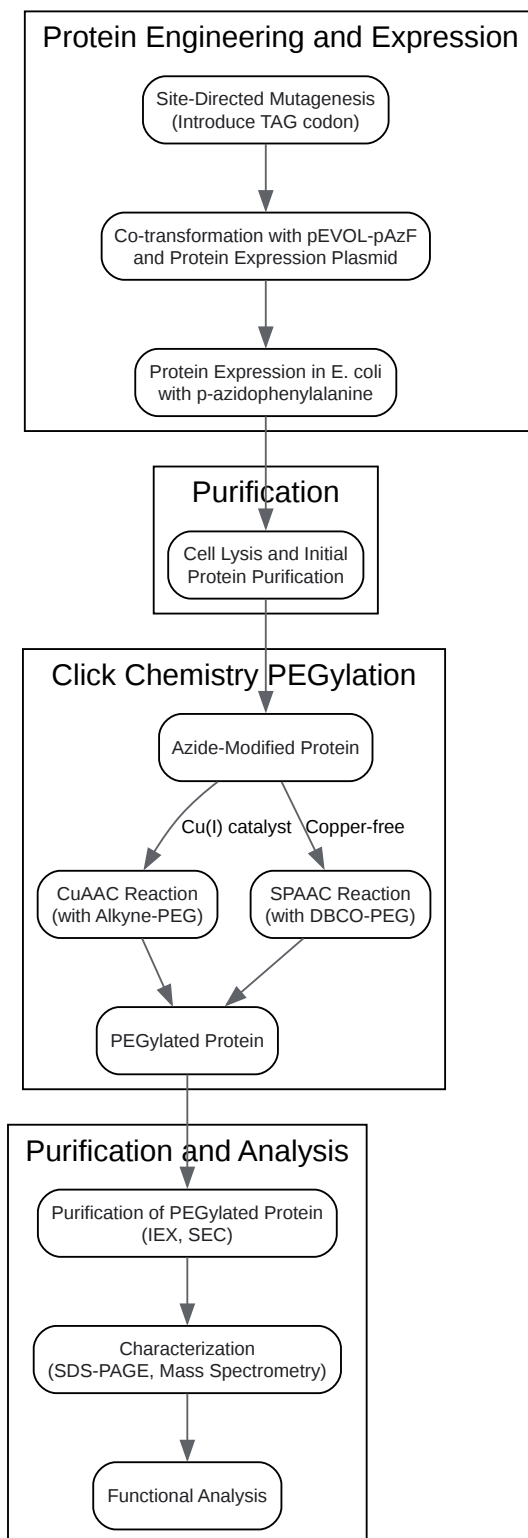 Protein Engineering and Expression
Site-Directed Mutagenesis
(Introduce TAG codon)
Co-transformation with pEVOL-pAzF
and Protein Expression Plasmid
Protein Expression in E. coli
with p-azidophenylalanine
Purification
Cell Lysis and Initial
Protein Purification
Click Chemistry PEGylation
Azide-Modified Protein
Cu(I) catalyst
Copper-free
CuAAC Reaction
(with Alkyne-PEG)
SPAAC Reaction
(with DBCO-PEG)
PEGylated Protein
Purification and Analysis
Purification of PEGylated Protein
(IEX, SEC)
Characterization
(SDS-PAGE, Mass Spectrometry)
Functional Analysis